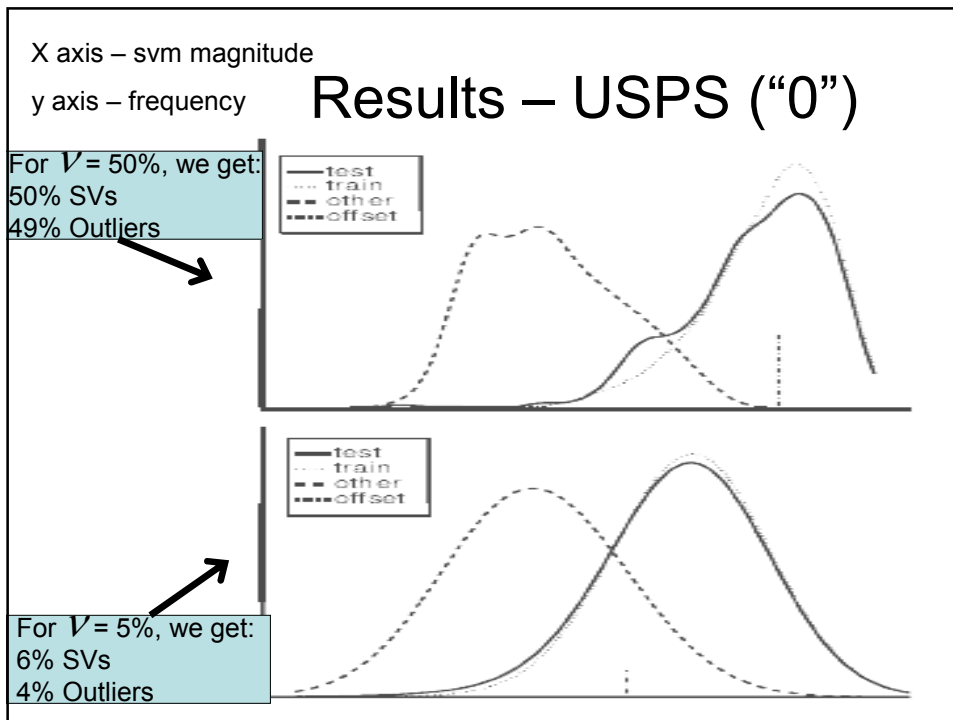 X axis – svm magnitude
y axis – frequency
Results – USPS (“0”)
For ν = 50%, we get:
50% SVs
49% Outliers
test
train
other
offset
test
train
other
offset
For ν = 5%, we get:
6% SVs
4% Outliers